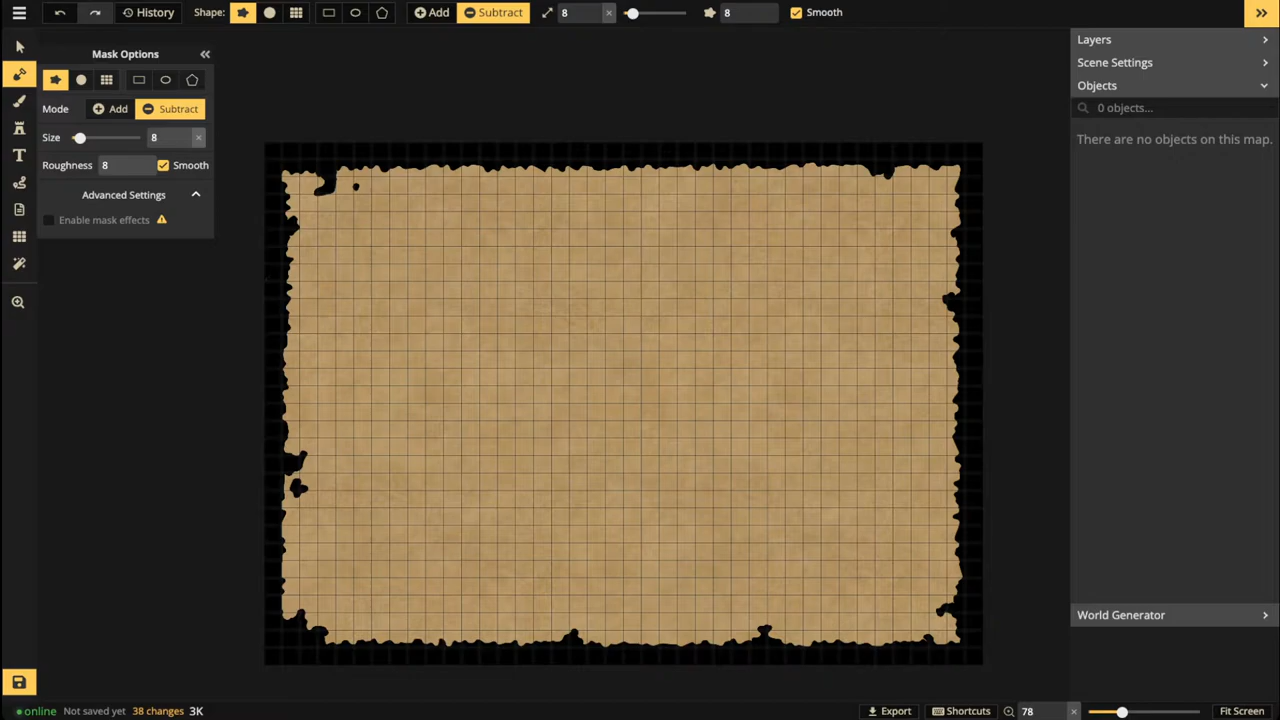 History Shape: Add Subtract 8 × 8 Smooth
Mask Options
Mode Add Subtract
Size 8 ×
Roughness 8 Smooth
Advanced Settings
Enable mask effects
Layers
Scene Settings
Objects
0 objects...
There are no objects on this map.
World Generator
online Not saved yet 38 changes 3K Export Shortcuts 78 × Fit Screen